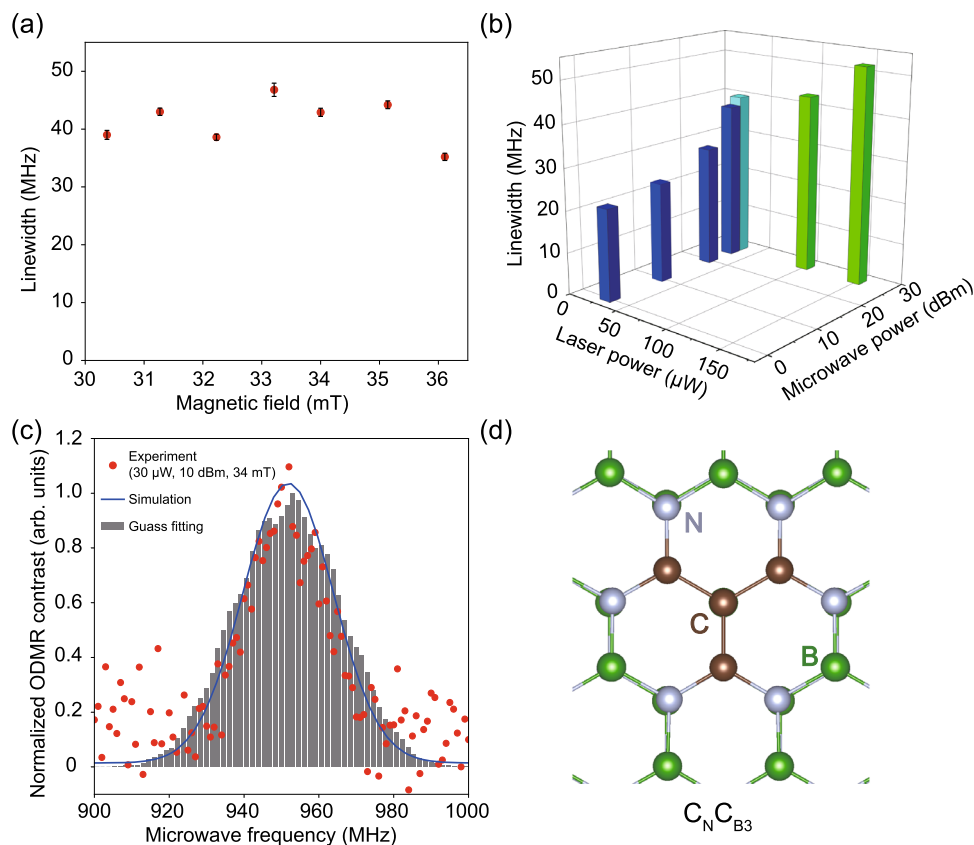 (a)
50
40
30
20
10
0
Linewidth (MHz)
30
31
32
33
34
35
36
Magnetic field (mT)
(b)
50
40
30
20
10
0
Linewidth (MHz)
0
50
100
150
Laser power (µW)
0
10
20
30
Microwave power (dBm)
(c)
1.2
1.0
0.8
0.6
0.4
0.2
0
Normalized ODMR contrast (arb. units)
Experiment
(30 µW, 10 dBm, 34 mT)
Simulation
Guass fitting
900
920
940
960
980
1000
Microwave frequency (MHz)
(d)
N
C
B
C_NC_B3